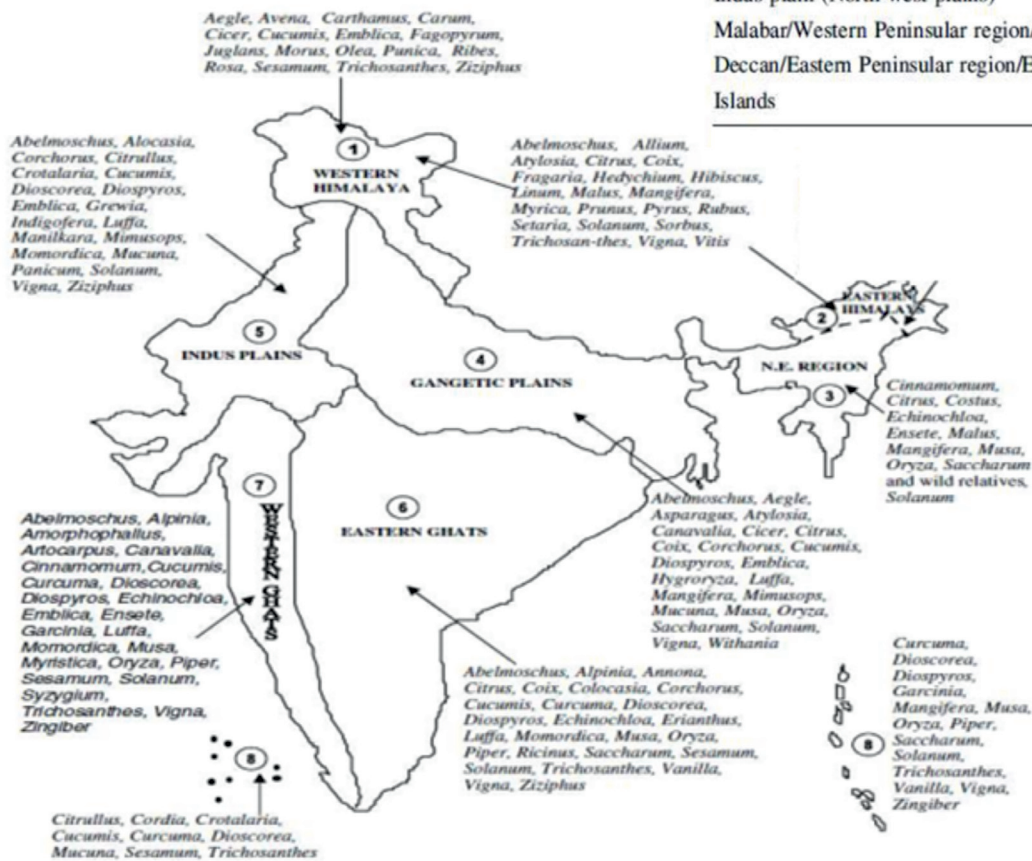 Indus plain (North-west plains)
Malabar/Western Peninsular region/
Deccan/Eastern Peninsular region/E
Islands
Aegle, Avena, Carthamus, Carum,
Cicer, Cucumis, Emblica, Fagopyrum,
Juglans, Morus, Olea, Punica, Ribes,
Rosa, Sesamum, Trichosanthes, Ziziphus
Abelmoschus, Alocasia,
Corchorus, Citrullus,
Crotalaria, Cucumis,
Dioscorea, Diospyros,
Emblica, Grewia,
Indigofera, Luffa,
Manilkara, Mimusops,
Momordica, Mucuna,
Panicum, Solanum,
Vigna, Ziziphus
1
WESTERN
HIMALAYA
Abelmoschus, Allium,
Atylosia, Citrus, Coix,
Fragaria, Hedychium, Hibiscus,
Linum, Malus, Mangifera,
Myrica, Prunus, Pyrus, Rubus,
Setaria, Solanum, Sorbus,
Trichosan-thes, Vigna, Vitis
EASTERN
HIMALAYS
2
5
INDUS PLAINS
4
GANGETIC PLAINS
N.E. REGION
3
Cinnamomum,
Citrus, Costus,
Echinochloa,
Ensete, Malus,
Mangifera, Musa,
Oryza, Saccharum
and wild relatives,
Solanum
7
WESTERN GHATS
6
EASTERN GHATS
Abelmoschus, Aegle,
Asparagus, Atylosia,
Canavalia, Cicer, Citrus,
Coix, Corchorus, Cucumis,
Diospyros, Emblica,
Hygroryza, Luffa,
Mangifera, Mimusops,
Mucuna, Musa, Oryza,
Saccharum, Solanum,
Vigna, Withania
Abelmoschus, Alpinia,
Amorphophallus,
Artocarpus, Canavalia,
Cinnamomum,Cucumis,
Curcuma, Dioscorea,
Diospyros, Echinochloa,
Emblica, Ensete,
Garcinia, Luffa,
Momordica, Musa,
Myristica, Oryza, Piper,
Sesamum, Solanum,
Syzygium,
Trichosanthes, Vigna,
Zingiber
Abelmoschus, Alpinia, Annona,
Citrus, Coix, Colocasia, Corchorus,
Cucumis, Curcuma, Dioscorea,
Diospyros, Echinochloa, Erianthus,
Luffa, Momordica, Musa, Oryza,
Piper, Ricinus, Saccharum, Sesamum,
Solanum, Trichosanthes, Vanilla,
Vigna, Ziziphus
Curcuma,
Dioscorea,
Diospyros,
Garcinia,
Mangifera, Musa,
Oryza, Piper,
Saccharum,
Solanum,
Trichosanthes,
Vanilla, Vigna,
Zingiber
8
8
Citrullus, Cordia, Crotalaria,
Cucumis, Curcuma, Dioscorea,
Mucuna, Sesamum, Trichosanthes